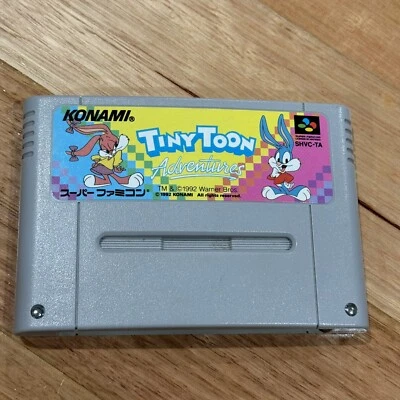 KONAMI®
TINY TOON
Adventures
SHVC-TA
TM & ©1992 Warner Bros.
©1992 KONAMI All rights reserved.
スーパーファミコン